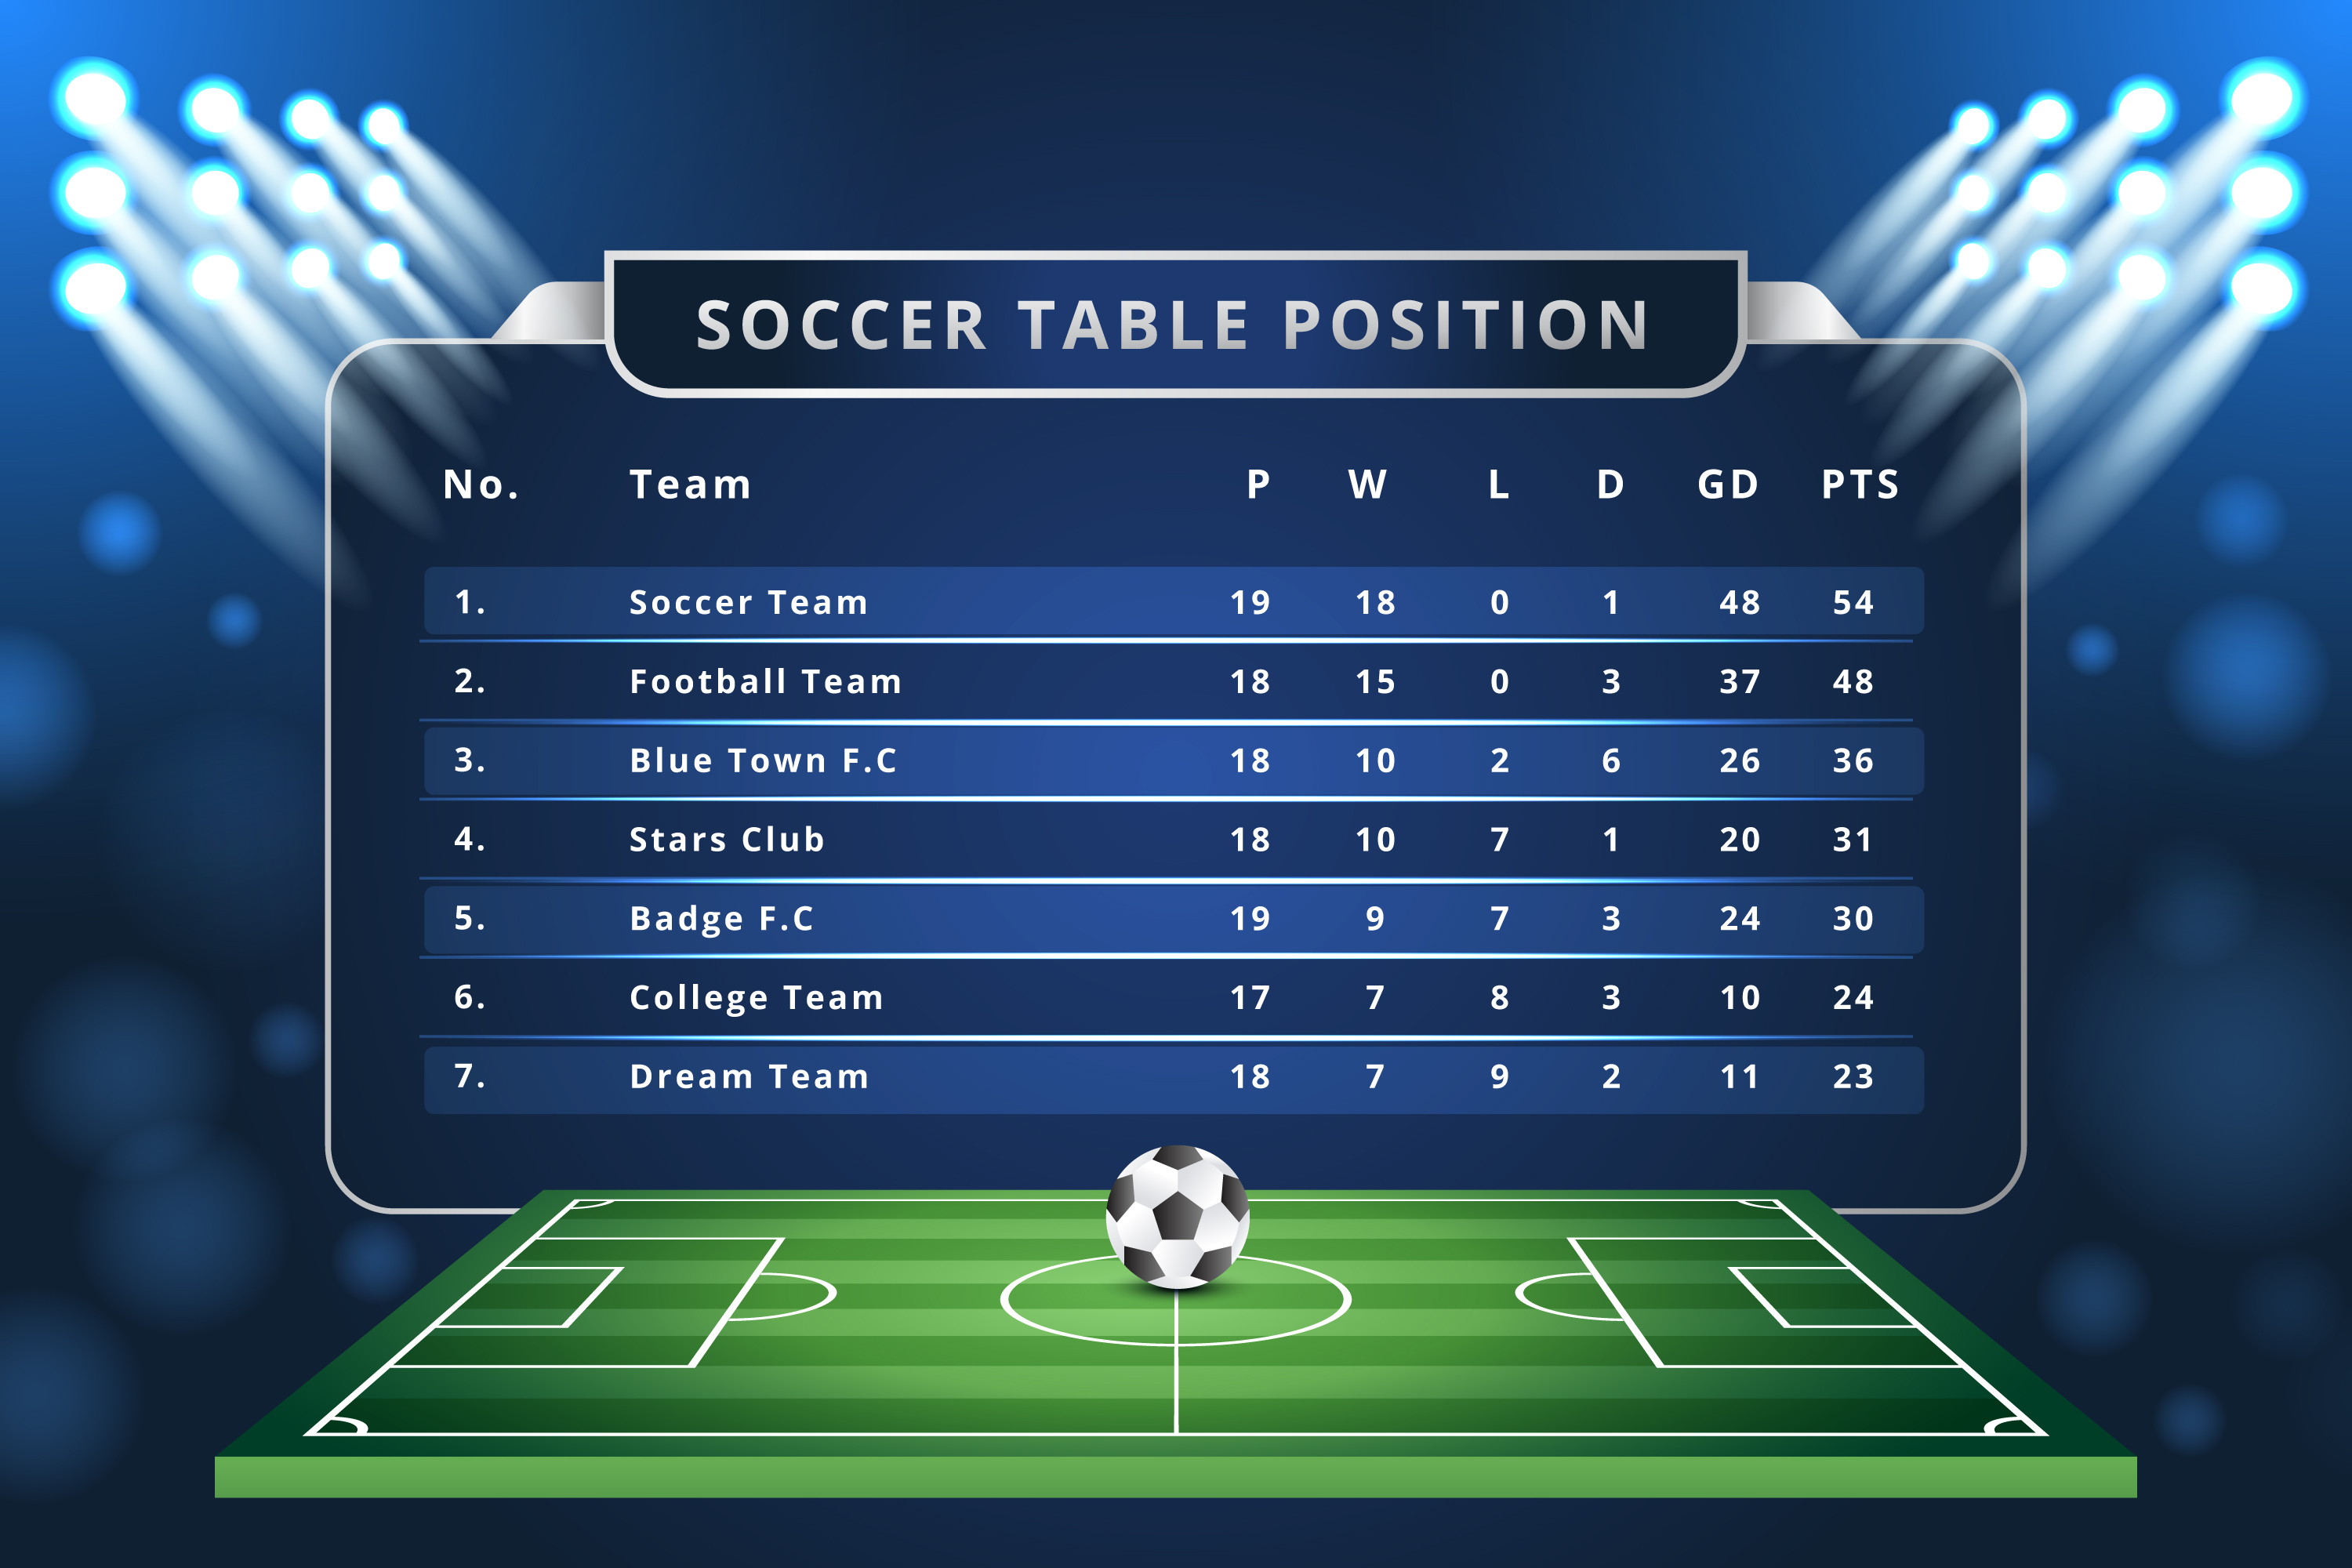 SOCCER TABLE POSITION
No. Team P W L D GD PTS
1. Soccer Team 19 18 0 1 48 54
2. Football Team 18 15 0 3 37 48
3. Blue Town F.C 18 10 2 6 26 36
4. Stars Club 18 10 7 1 20 31
5. Badge F.C 19 9 7 3 24 30
6. College Team 17 7 8 3 10 24
7. Dream Team 18 7 9 2 11 23